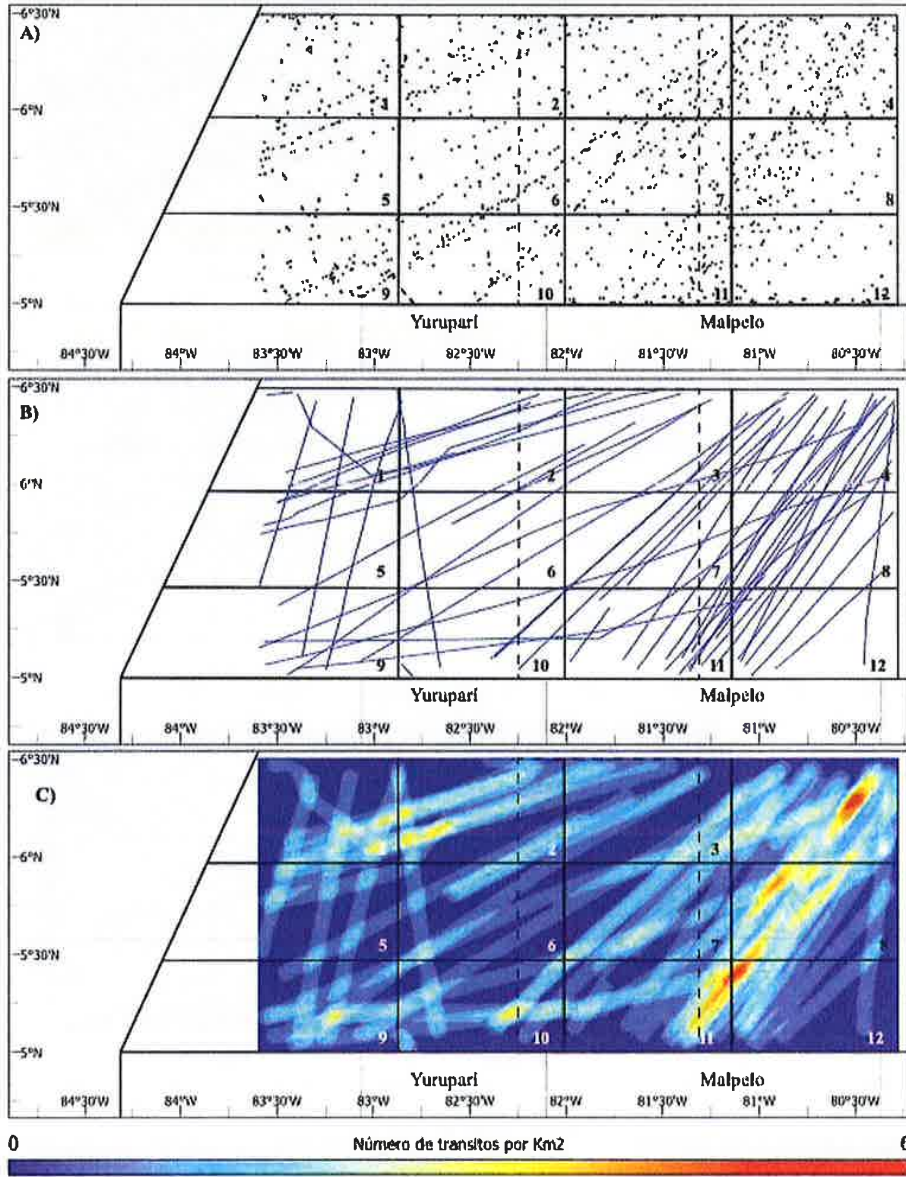 6°30'N
A)
6°N
1 2 3 4
5°30'N
5 6 7 8
5°N
9 10 11 12
Yuruparí Malpelo
84°30'W 84°W 83°30'W 83°W 82°30'W 82°W 81°30'W 81°W 80°30'W
6°30'N
B)
6°N
1 2 3 4
5°30'N
5 6 7 8
5°N
9 10 11 12
Yuruparí Malpelo
84°30'W 84°W 83°30'W 83°W 82°30'W 82°W 81°30'W 81°W 80°30'W
6°30'N
C)
6°N
2 3
5°30'N
5 6 7 8
5°N
9 10 11 12
Yuruparí Malpelo
84°30'W 84°W 83°30'W 83°W 82°30'W 82°W 81°30'W 81°W 80°30'W
0 Número de transitos por Km2 6